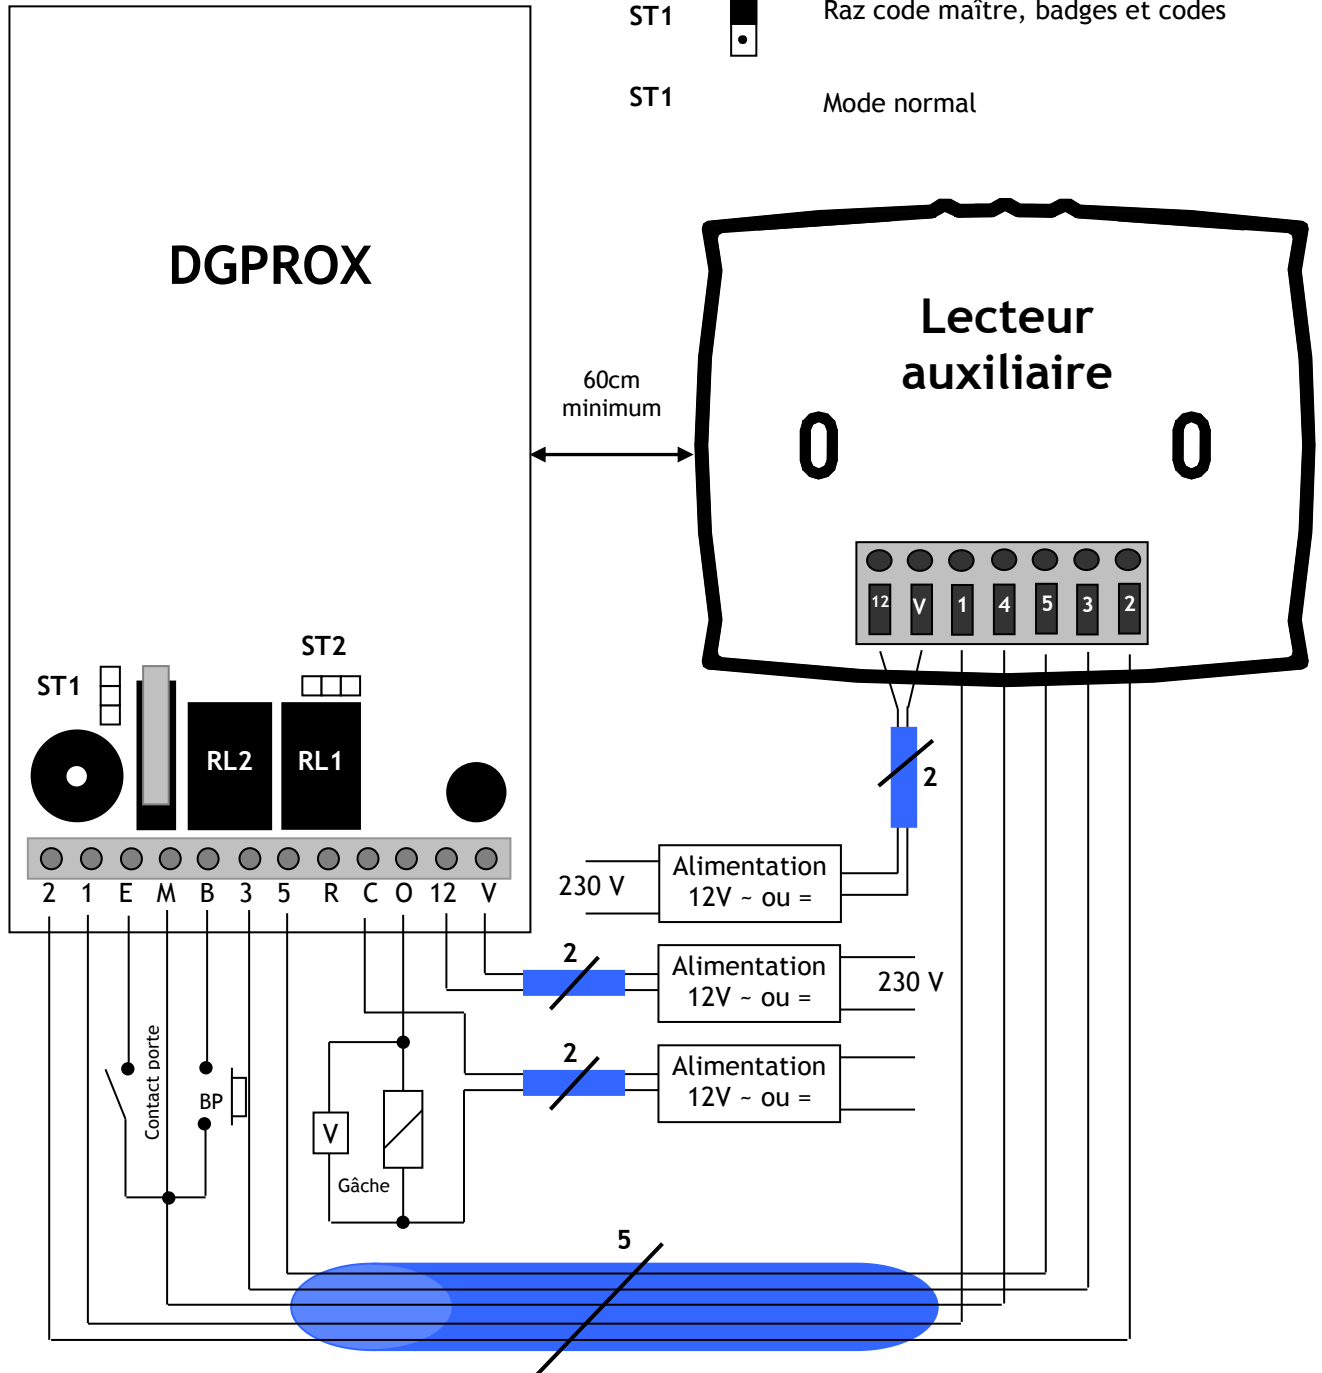 ST1 Raz code maître, badges et codes
ST1 Mode normal
DGPROX
Lecteur
auxiliaire
60cm
minimum
12 V 1 4 5 3 2
ST2
ST1
RL2 RL1
2
2 1 E M B 3 5 R C O 12 V
230 V
Alimentation
12V ~ ou =
2
Alimentation
12V ~ ou =
230 V
2
Alimentation
12V ~ ou =
Contact porte
BP
V
Gâche
5